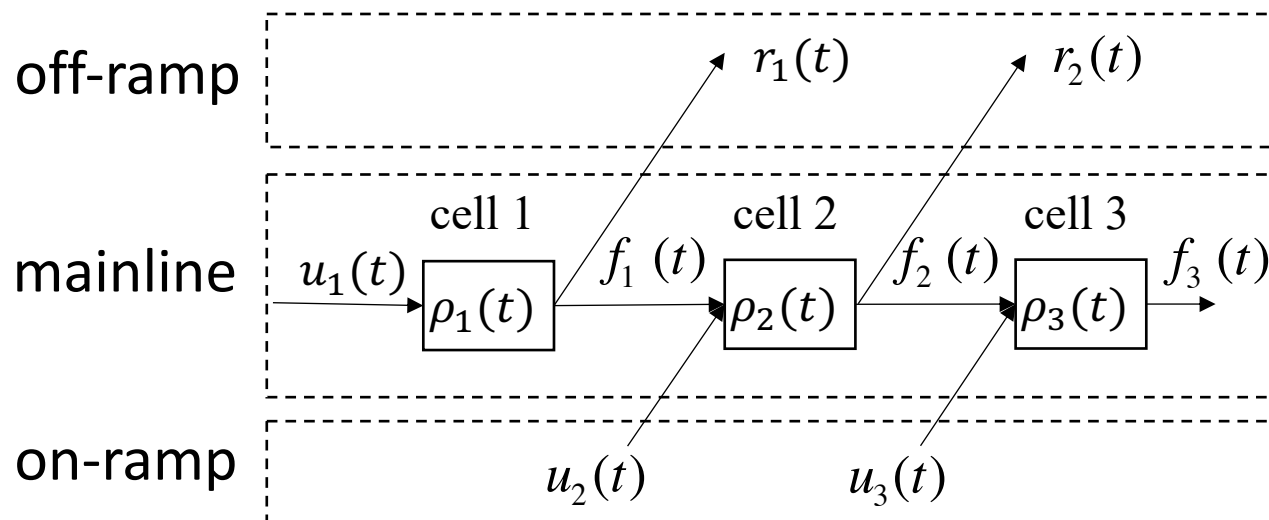 off-ramp
r₁(t)
r₂(t)
mainline
cell 1
cell 2
cell 3
u₁(t)
f₁ (t)
f₂ (t)
f₃ (t)
ρ₁(t)
ρ₂(t)
ρ₃(t)
on-ramp
u₂(t)
u₃(t)